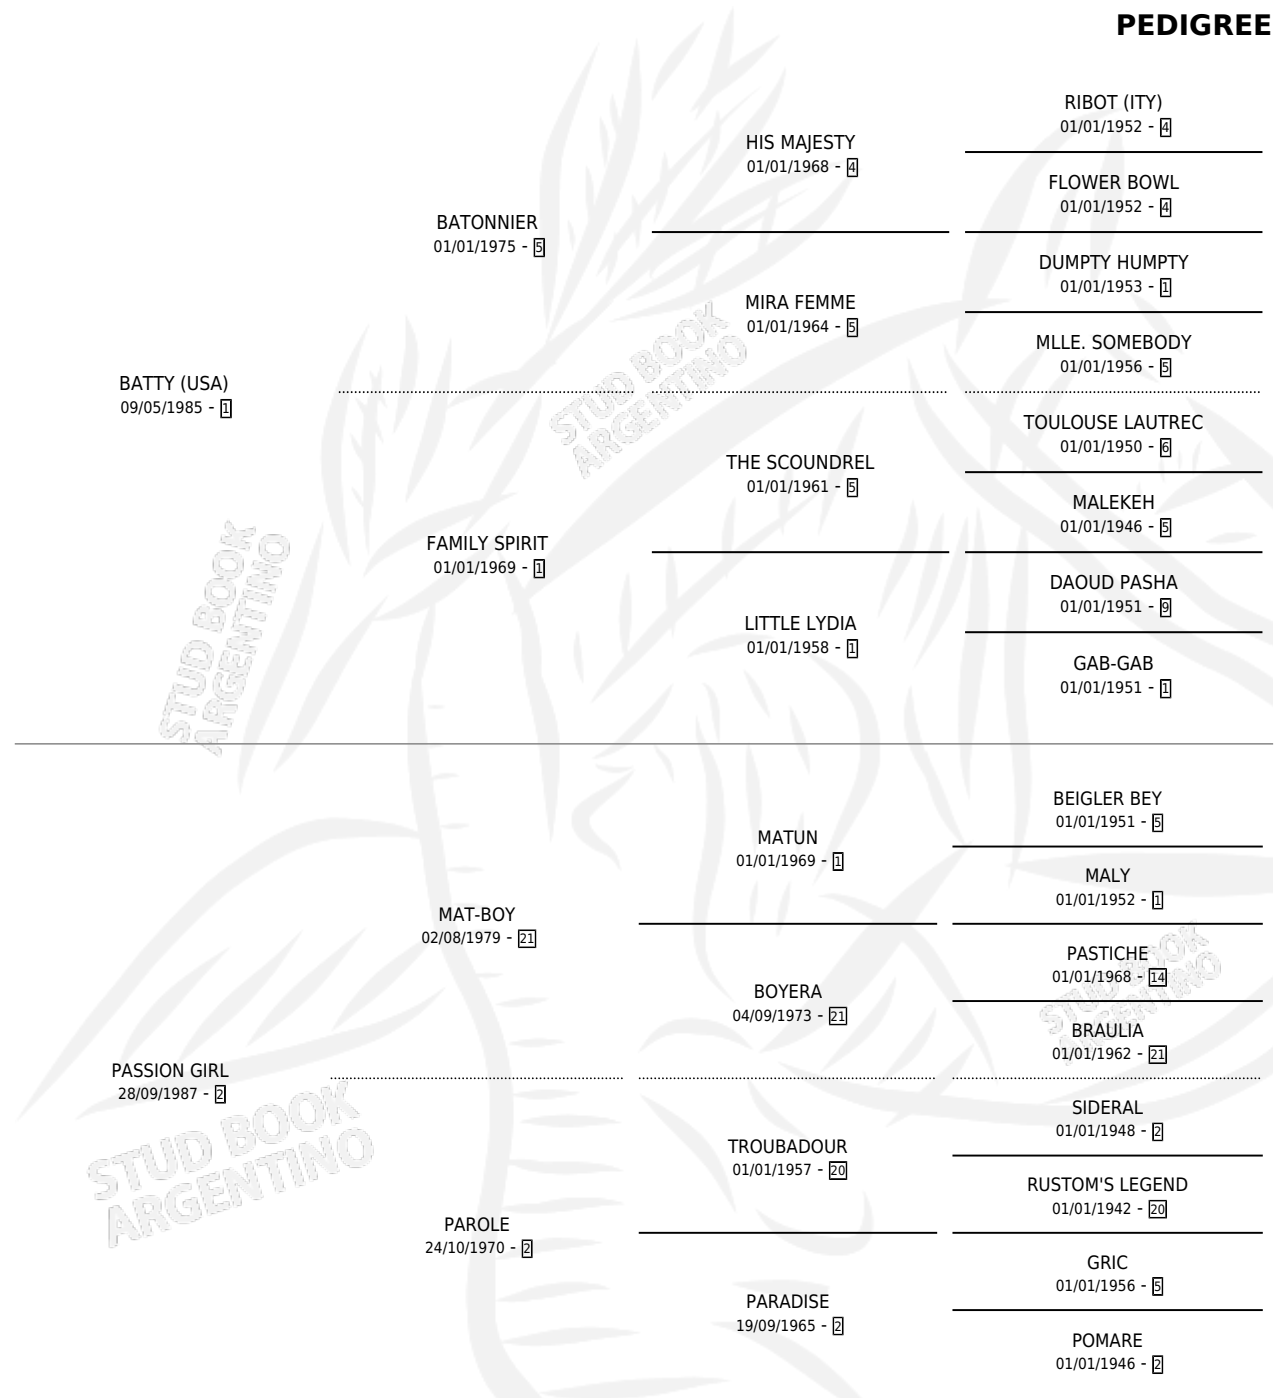 PEDIGREE
RIBOT (ITY)
01/01/1952 - 4
HIS MAJESTY
01/01/1968 - 4
FLOWER BOWL
01/01/1952 - 4
BATONNIER
01/01/1975 - 5
DUMPTY HUMPTY
01/01/1953 - 1
MIRA FEMME
01/01/1964 - 5
MLLE. SOMEBODY
01/01/1956 - 5
BATTY (USA)
09/05/1985 - 1
TOULOUSE LAUTREC
01/01/1950 - 6
THE SCOUNDREL
01/01/1961 - 5
MALEKEH
01/01/1946 - 5
FAMILY SPIRIT
01/01/1969 - 1
DAOUD PASHA
01/01/1951 - 9
LITTLE LYDIA
01/01/1958 - 1
GAB-GAB
01/01/1951 - 1
BEIGLER BEY
01/01/1951 - 5
MATUN
01/01/1969 - 1
MALY
01/01/1952 - 1
MAT-BOY
02/08/1979 - 21
PASTICHE
01/01/1968 - 14
BOYERA
04/09/1973 - 21
BRAULIA
01/01/1962 - 21
PASSION GIRL
28/09/1987 - 2
SIDERAL
01/01/1948 - 2
TROUBADOUR
01/01/1957 - 20
RUSTOM'S LEGEND
01/01/1942 - 20
PAROLE
24/10/1970 - 2
GRIC
01/01/1956 - 5
PARADISE
19/09/1965 - 2
POMARE
01/01/1946 - 2
STUD BOOK
ARGENTINO
STUD BOOK
ARGENTINO
STUD BOOK
ARGENTINO
STUD BOOK
ARGENTINO